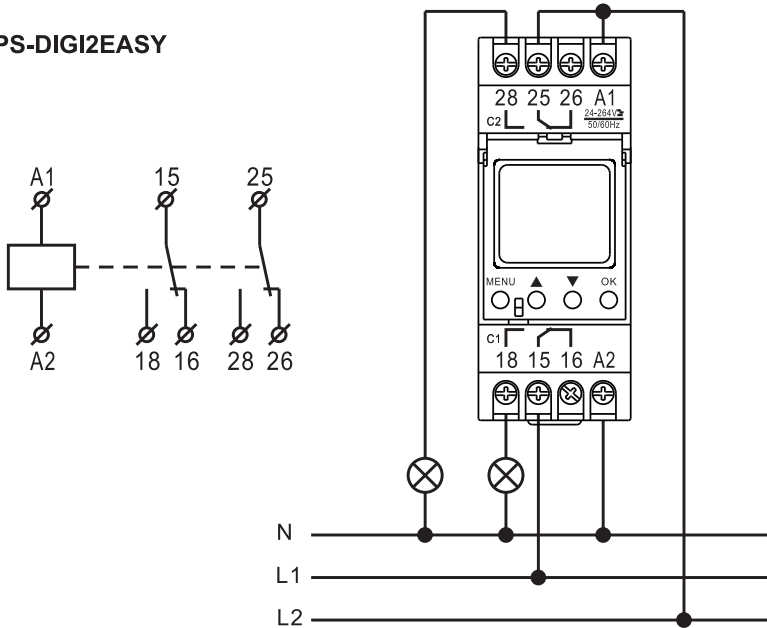 PS-DIGI2EASY
28 25 26 A1
C2
24-264V
50/60Hz
A1 15 25
MENU ▲ ▼ OK
C1
18 15 16 A2
A2 18 16 28 26
N
L1
L2